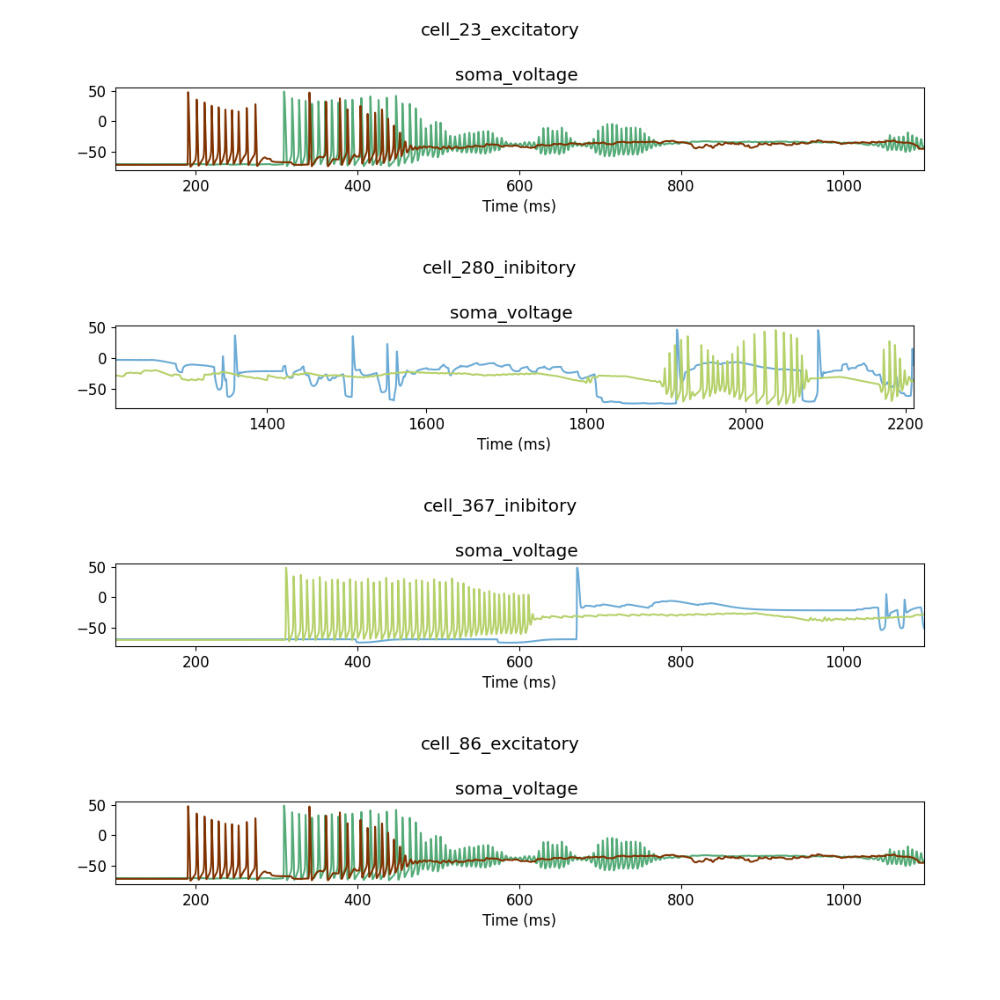 cell_23_excitatory
soma_voltage
50
0
−50
200 400 600 800 1000
Time (ms)
cell_280_inibitory
soma_voltage
50
0
−50
1400 1600 1800 2000 2200
Time (ms)
cell_367_inibitory
soma_voltage
50
0
−50
200 400 600 800 1000
Time (ms)
cell_86_excitatory
soma_voltage
50
0
−50
200 400 600 800 1000
Time (ms)